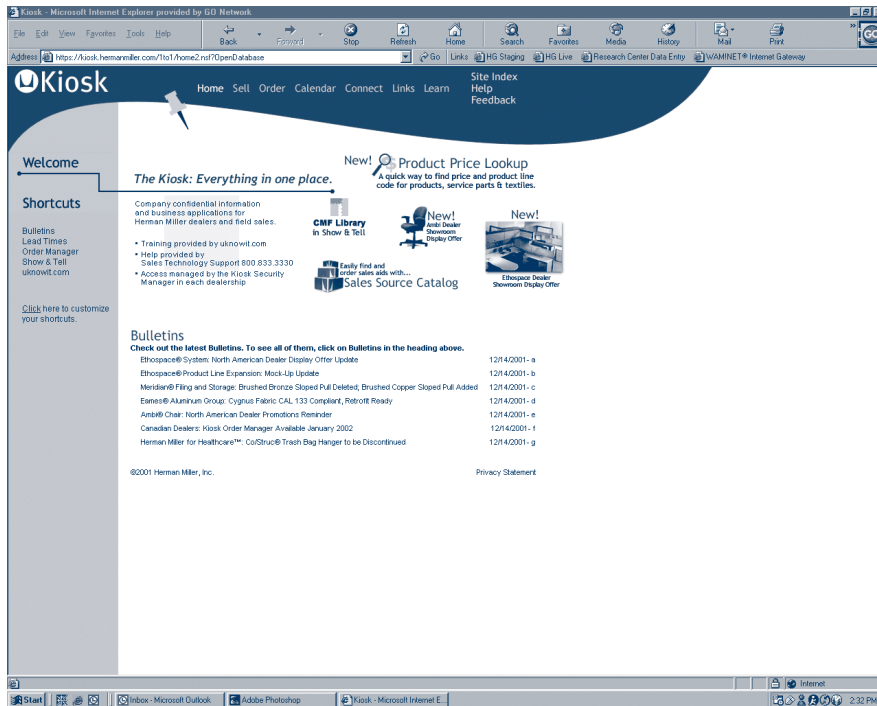 Kiosk - Microsoft Internet Explorer provided by GO Network
File Edit View Favorites Tools Help
Back Forward Stop Refresh Home Search Favorites Media History Mail Print
Address https://kiosk.hermanmiller.com/1to1/home2.nsf?OpenDatabase Go Links HG Staging HG Live Research Center Data Entry WAM!NET® Internet Gateway
Kiosk
Home Sell Order Calendar Connect Links Learn
Site Index
Help
Feedback
Welcome
Shortcuts
Bulletins
Lead Times
Order Manager
Show & Tell
uknowit.com
Click here to customize
your shortcuts.
The Kiosk: Everything in one place.
Company confidential information
and business applications for
Herman Miller dealers and field sales.
• Training provided by uknowit.com
• Help provided by
Sales Technology Support 800.833.3330
• Access managed by the Kiosk Security
Manager in each dealership
New! Product Price Lookup
A quick way to find price and product line
code for products, service
parts & textiles.
CMF Library
in Show & Tell
New!
Ambi Dealer
Showroom
Display Offer
New!
Ethospace Dealer
Showroom Display Offer
Easily find and
order sales aids with...
Sales Source Catalog
Bulletins
Check out the latest Bulletins. To see all of them, click on Bulletins in the heading above.
Ethospace® System: North American Dealer Display Offer Update 12/14/2001- a
Ethospace® Product Line Expansion: Mock-Up Update 12/14/2001- b
Meridian® Filing and Storage: Brushed Bronze Sloped Pull Deleted; Brushed Copper Sloped Pull Added 12/14/2001- c
Eames® Aluminum Group: Cygnus Fabric CAL 133 Compliant, Retrofit Ready 12/14/2001- d
Ambi® Chair: North American Dealer Promotions Reminder 12/14/2001- e
Canadian Dealers: Kiosk Order Manager Available January 2002 12/14/2001- f
Herman Miller for Healthcare™: Co/Struc® Trash Bag Hanger to be Discontinued 12/14/2001- g
©2001 Herman Miller, Inc. Privacy Statement
Internet
Start Inbox - Microsoft Outlook Adobe Photoshop Kiosk - Microsoft Internet E... 2:32 PM